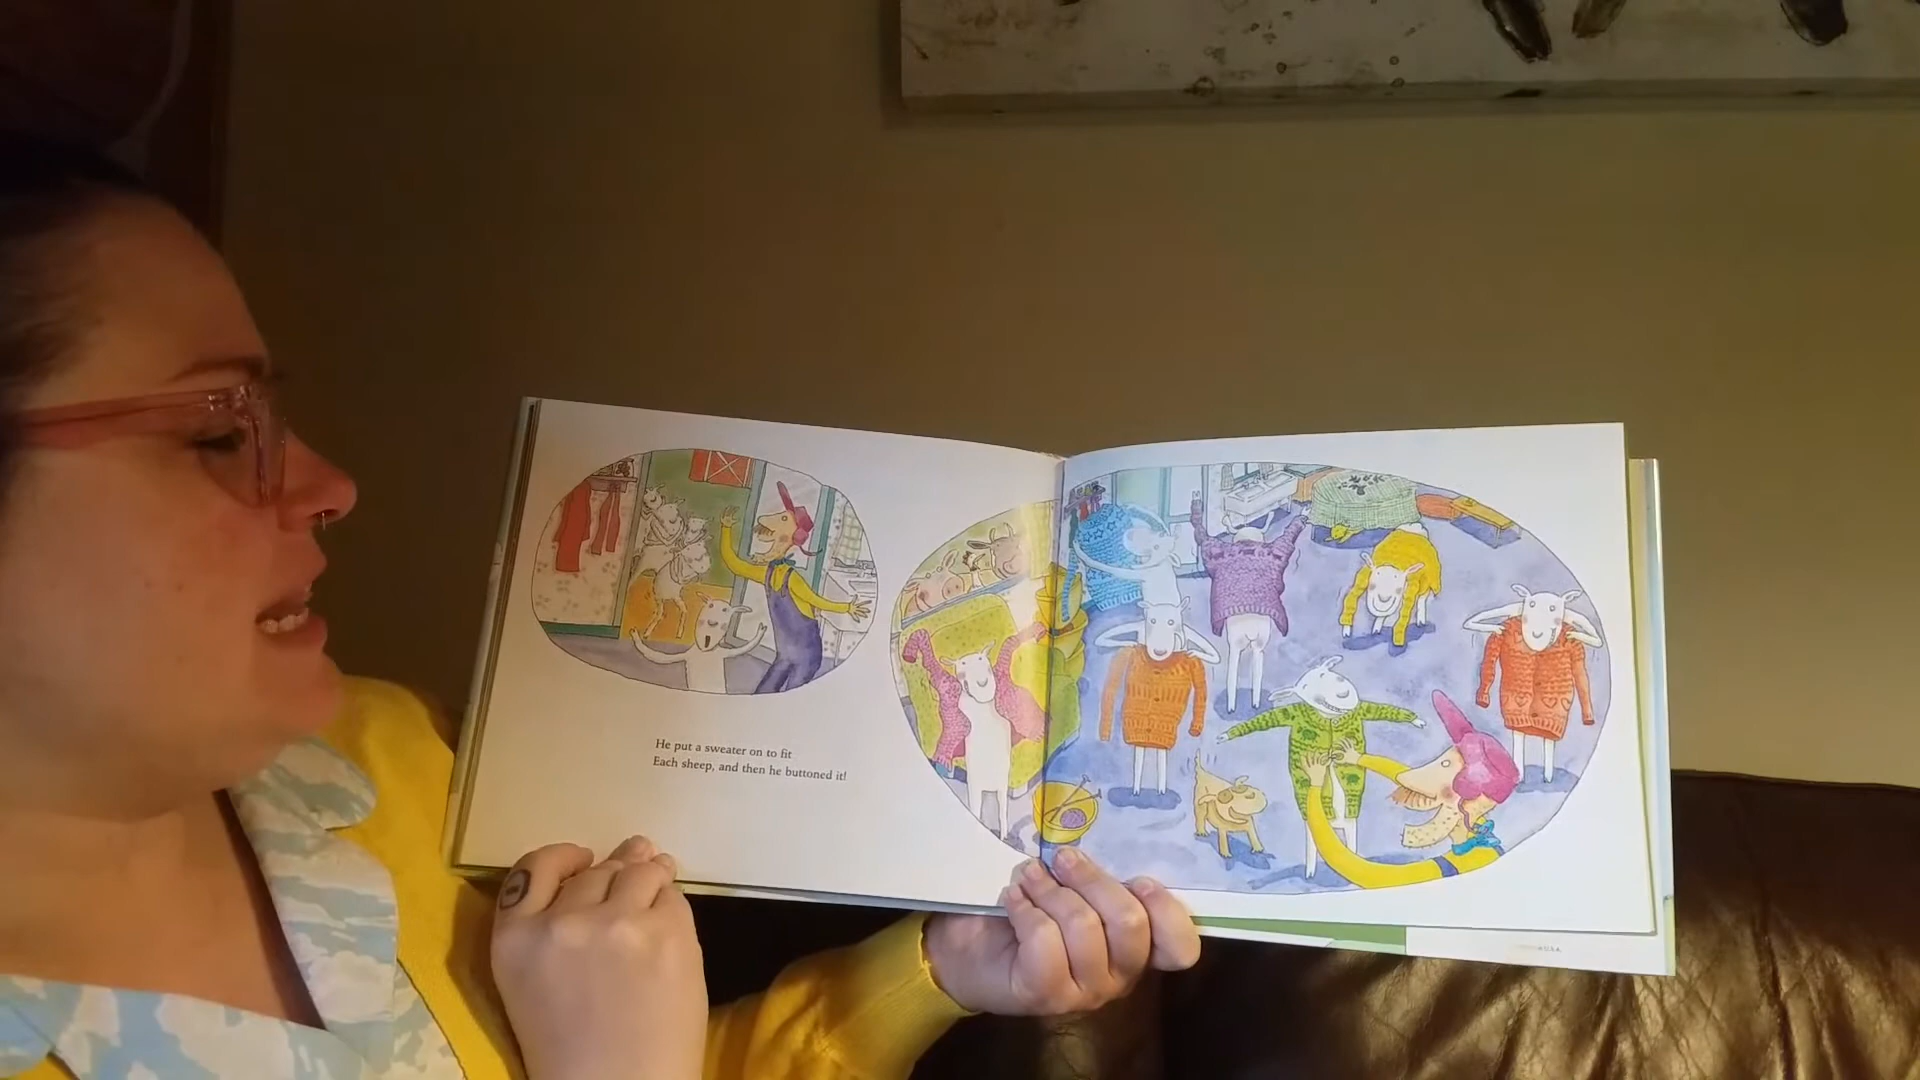 He put a sweater on to fit
Each sheep, and then he buttoned it!